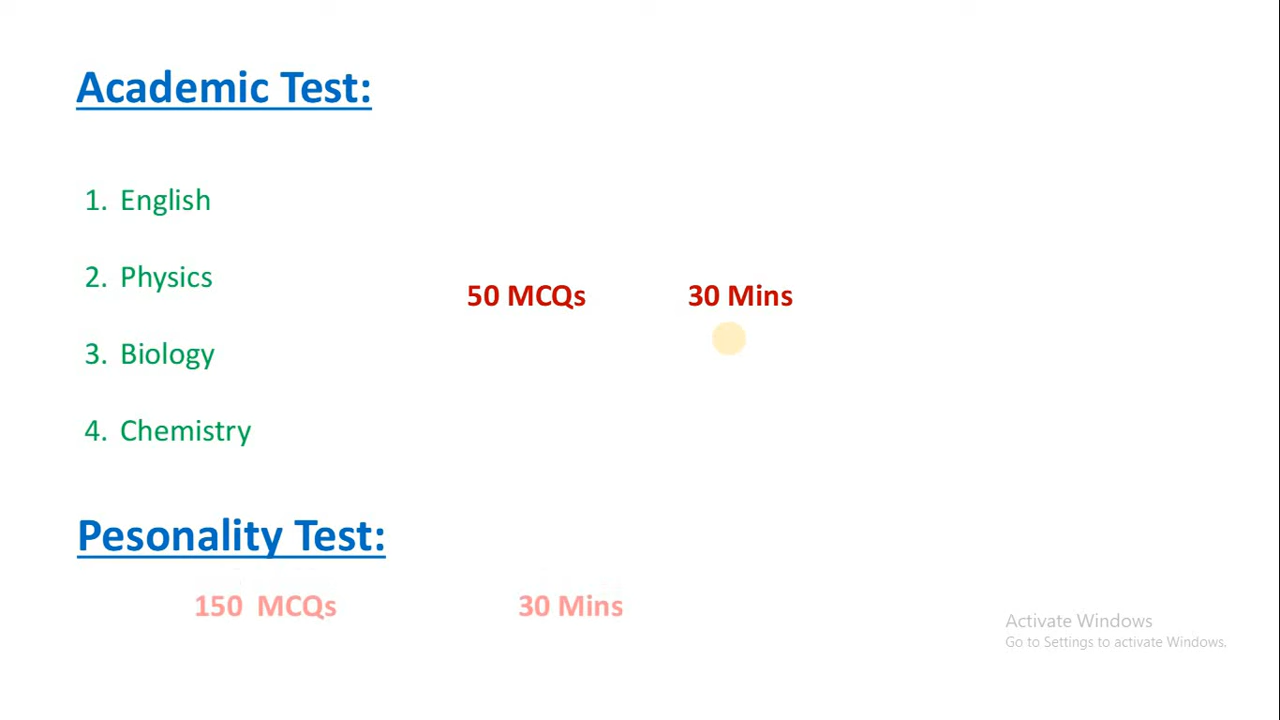 Academic Test:
1. English
2. Physics
50 MCQs 30 Mins
3. Biology
4. Chemistry
Pesonality Test:
150 MCQs 30 Mins
Activate Windows
Go to Settings to activate Windows.